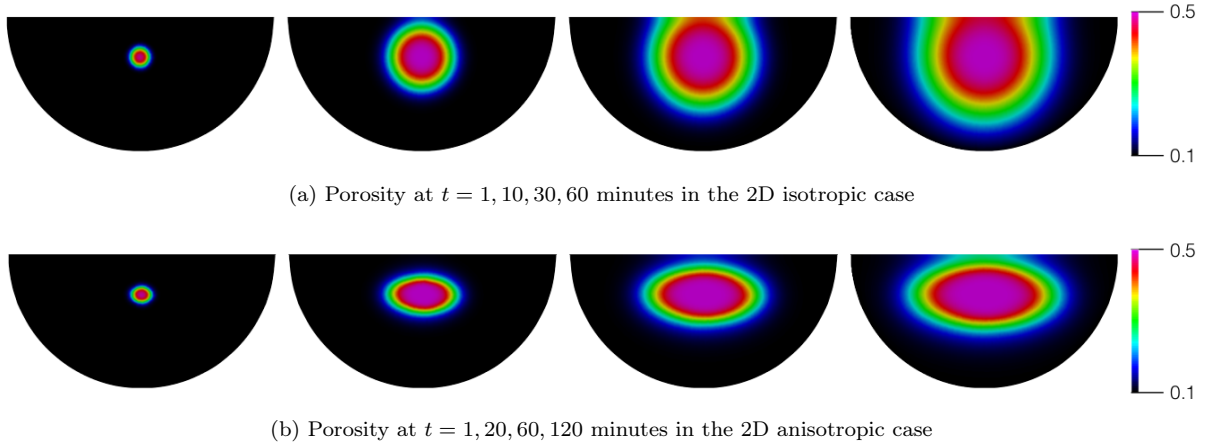 0.5
0.1
(a) Porosity at t = 1, 10, 30, 60 minutes in the 2D isotropic case
0.5
0.1
(b) Porosity at t = 1, 20, 60, 120 minutes in the 2D anisotropic case